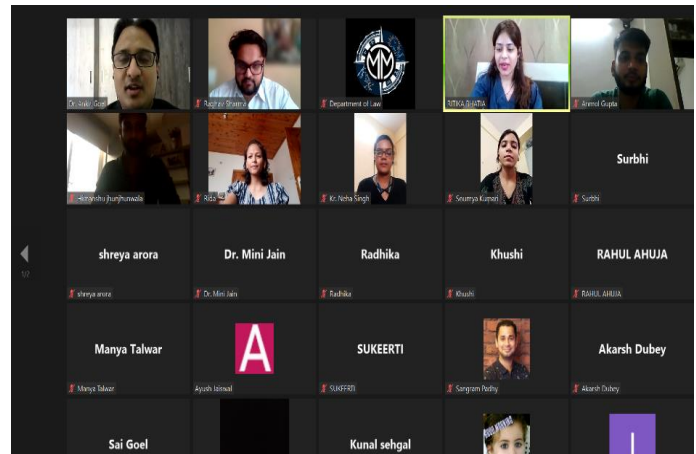 Dr. Ankit Goel
Raghav Sharma
Department of Law
RITIKA BHATIA
Anmol Gupta
Himanshu jhunjhunwala
Rida
Kr. Neha Singh
Soumya Kumari
Surbhi
Surbhi
shreya arora
Dr. Mini Jain
Radhika
Khushi
RAHUL AHUJA
shreya arora
Dr. Mini Jain
Radhika
Khushi
RAHUL AHUJA
1/2
Manya Talwar
A
SUKEERTI
Akarsh Dubey
Manya Talwar
Ayush Jaiswal
SUKEERTI
Sangram Padhy
Akarsh Dubey
Sai Goel
Kunal sehgal